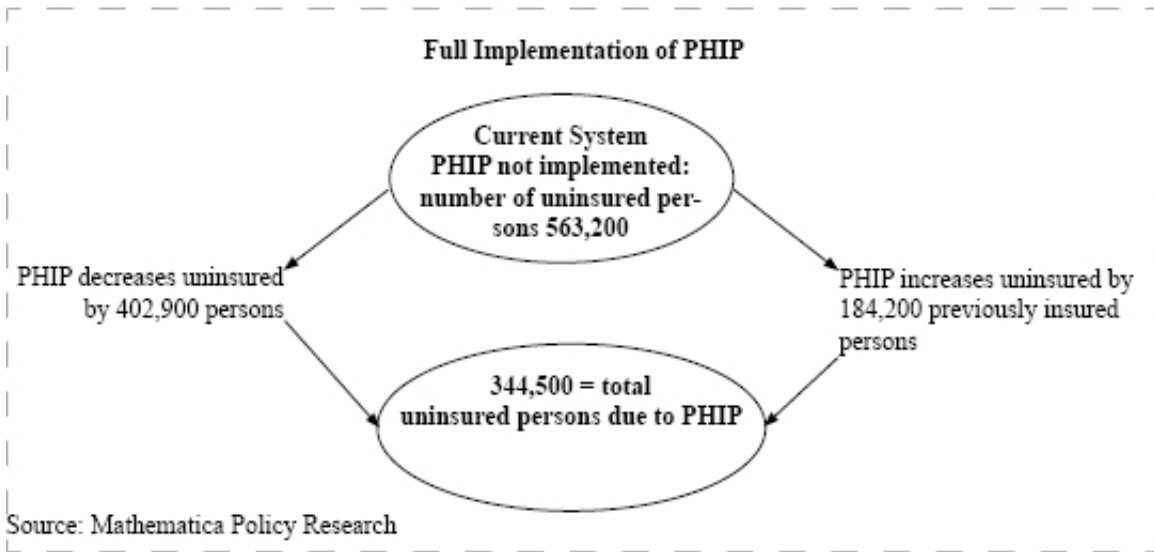 Full Implementation of PHIP
Current System
PHIP not implemented:
number of uninsured per-
sons 563,200
PHIP decreases uninsured
by 402,900 persons
PHIP increases uninsured by
184,200 previously insured
persons
344,500 = total
uninsured persons due to PHIP
Source: Mathematica Policy Research